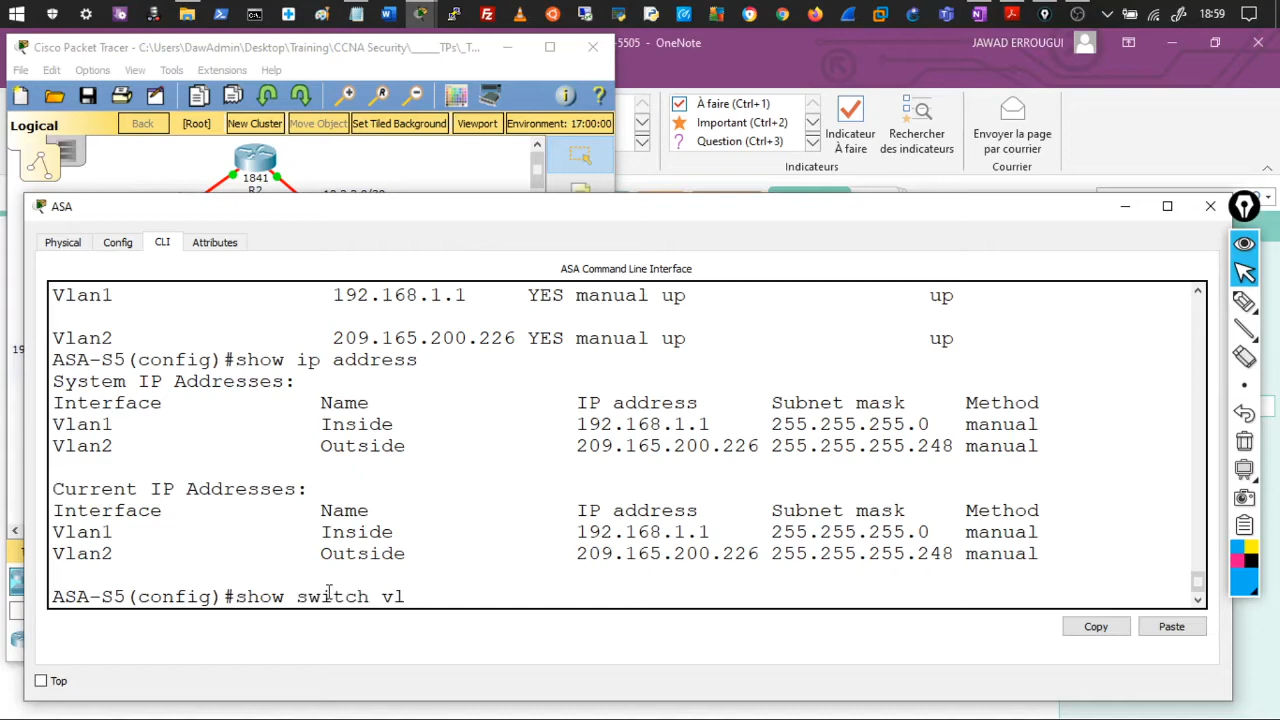 18:59
Cisco Packet Tracer - C:\Users\DawAdmin\Desktop\Training\CCNA Security\_____TPs\_T...
-5505 - OneNote
JAWAD ERROUGUI
File Edit Options View Tools Extensions Help
Logical
Back
[Root]
New Cluster
Move Object
Set Tiled Background
Viewport
Environment: 17:00:00
1841
R2
À faire (Ctrl+1)
Important (Ctrl+2)
Question (Ctrl+3)
Indicateur
À faire
Rechercher
des indicateurs
Indicateurs
Envoyer la page
par courrier
Courrier
ASA
Physical Config CLI Attributes
ASA Command Line Interface
Vlan1 192.168.1.1 YES manual up up
Vlan2 209.165.200.226 YES manual up up
ASA-S5(config)#show ip address
System IP Addresses:
Interface Name IP address Subnet mask Method
Vlan1 Inside 192.168.1.1 255.255.255.0 manual
Vlan2 Outside 209.165.200.226 255.255.255.248 manual
Current IP Addresses:
Interface Name IP address Subnet mask Method
Vlan1 Inside 192.168.1.1 255.255.255.0 manual
Vlan2 Outside 209.165.200.226 255.255.255.248 manual
ASA-S5(config)#show switch vl
Copy
Paste
Top